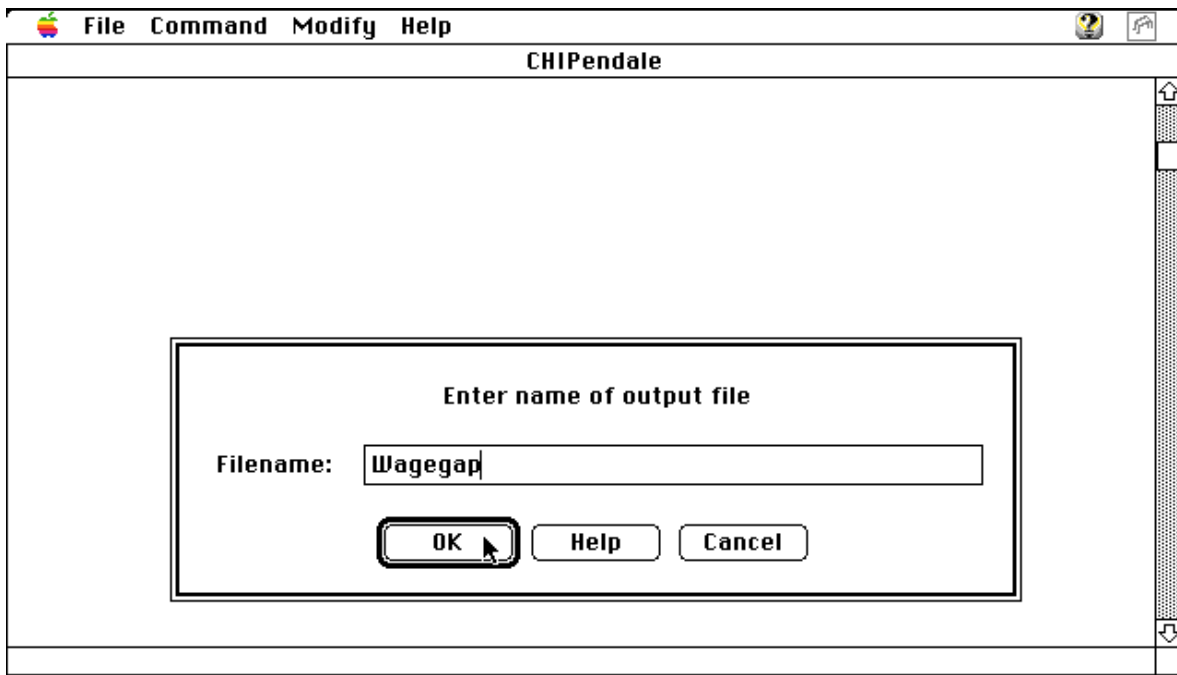 File Command Modify Help
CHIPendale
Enter name of output file
Filename: Wagegap
OK Help Cancel